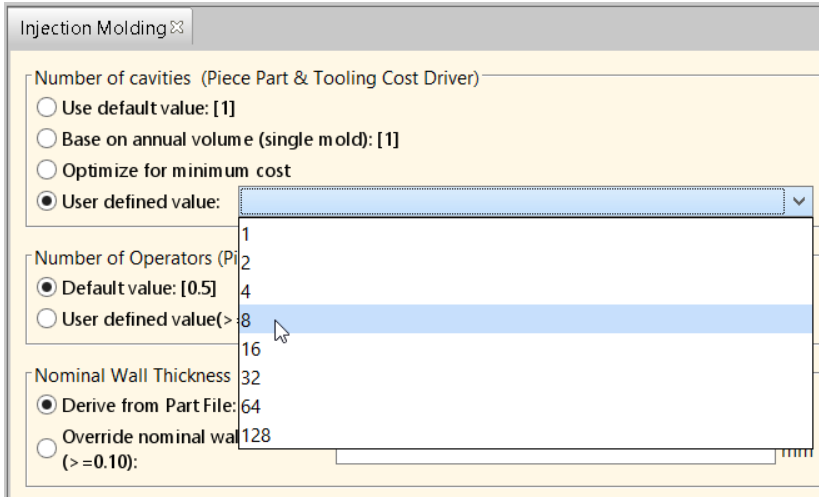 Injection Molding
Number of cavities (Piece Part & Tooling Cost Driver)
Use default value: [1]
Base on annual volume (single mold): [1]
Optimize for minimum cost
User defined value:
1
2
4
8
16
32
64
128
Number of Operators (Pi
Default value: [0.5]
User defined value(>=
Nominal Wall Thickness
Derive from Part File:
Override nominal wal
(>=0.10):
mm